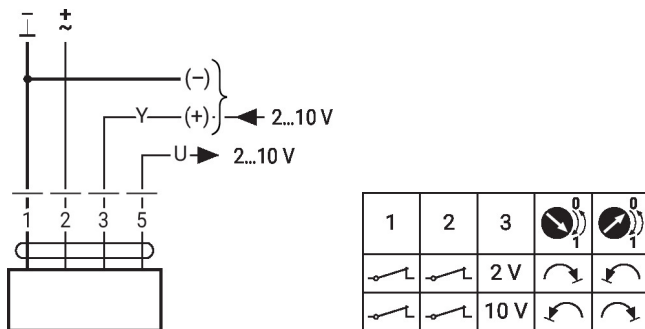 – +
⊥ ~
(–)
Y (+) 2...10 V
U 2...10 V
1 2 3 5
1 2 3 0 1 0 1
2 V
10 V